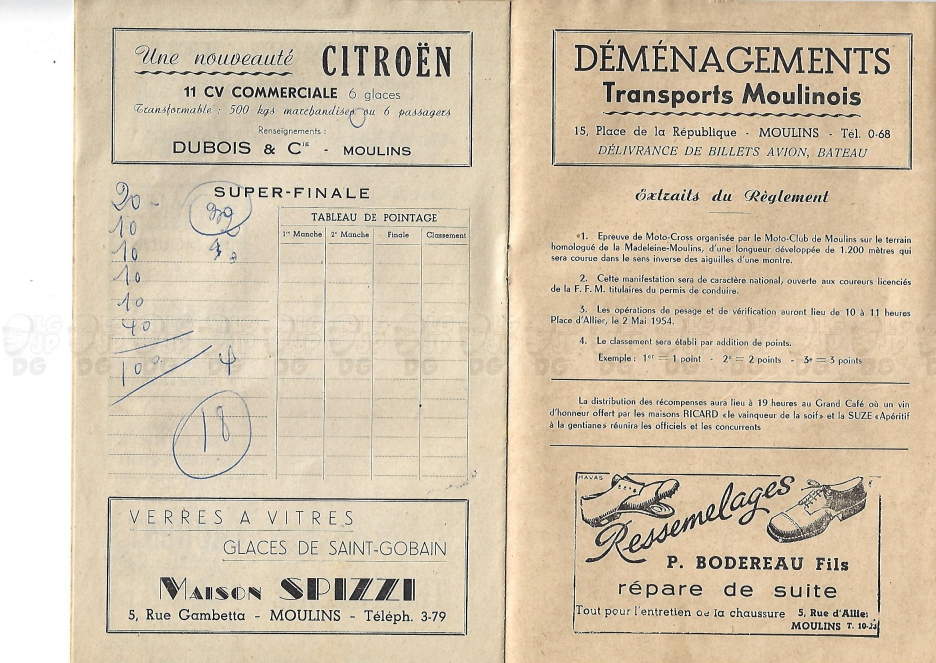 Une nouveauté CITROËN
11 CV COMMERCIALE 6 glaces
Transformable : 500 kgs marchandises ou 6 passagers
Renseignements :
DUBOIS & Cie - MOULINS
SUPER-FINALE
TABLEAU DE POINTAGE
1re Manche 2e Manche Finale Classement
20 -
10
10
10
10
40
100
18
VERRES A VITRES
GLACES DE SAINT-GOBAIN
MAISON SPIZZI
5, Rue Gambetta - MOULINS - Téléph. 3-79
DÉMÉNAGEMENTS
Transports Moulinois
15, Place de la République - MOULINS - Tél. 0-68
DÉLIVRANCE DE BILLETS AVION, BATEAU
Extraits du Règlement
1. Epreuve de Moto-Cross organisée par le Moto-Club de Moulins sur le terrain
homologué de la Madeleine-Moulins, d'une longueur développée de 1.200 mètres qui
sera courue dans le sens inverse des aiguilles d'une montre.
2. Cette manifestation sera de caractère national, ouverte aux coureurs licenciés
de la F. F. M. titulaires du permis de conduire.
3. Les opérations de pesage et de vérification auront lieu de 10 à 11 heures
Place d'Allier, le 2 Mai 1954.
4. Le classement sera établi par addition de points.
Exemple : 1er = 1 point - 2e = 2 points - 3e = 3 points
La distribution des récompenses aura lieu à 19 heures au Grand Café où un vin
d'honneur offert par les maisons RICARD «le vainqueur de la soif» et la SUZE «Apéritif
à la gentiane» réunira les officiels et les concurrents
HAVAS
Ressemelages
P. BODEREAU Fils
répare de suite
Tout pour l'entretien de la chaussure 5, Rue d'Allier
MOULINS T. 10-23